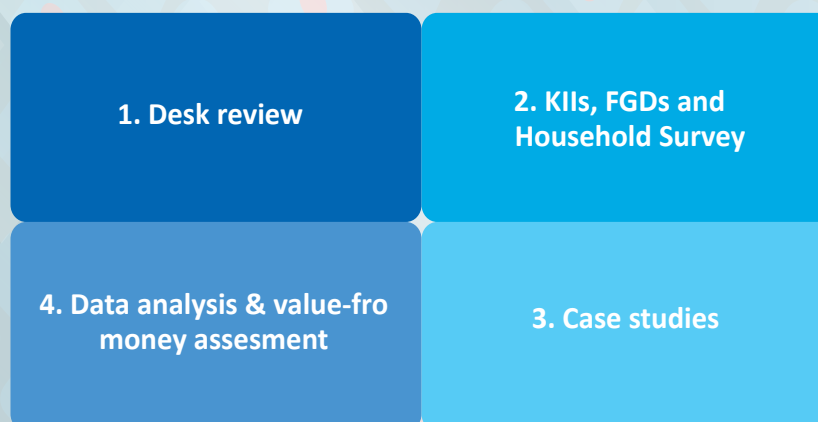 1. Desk review
2. KIIs, FGDs and
Household Survey
4. Data analysis & value-fro
money assesment
3. Case studies